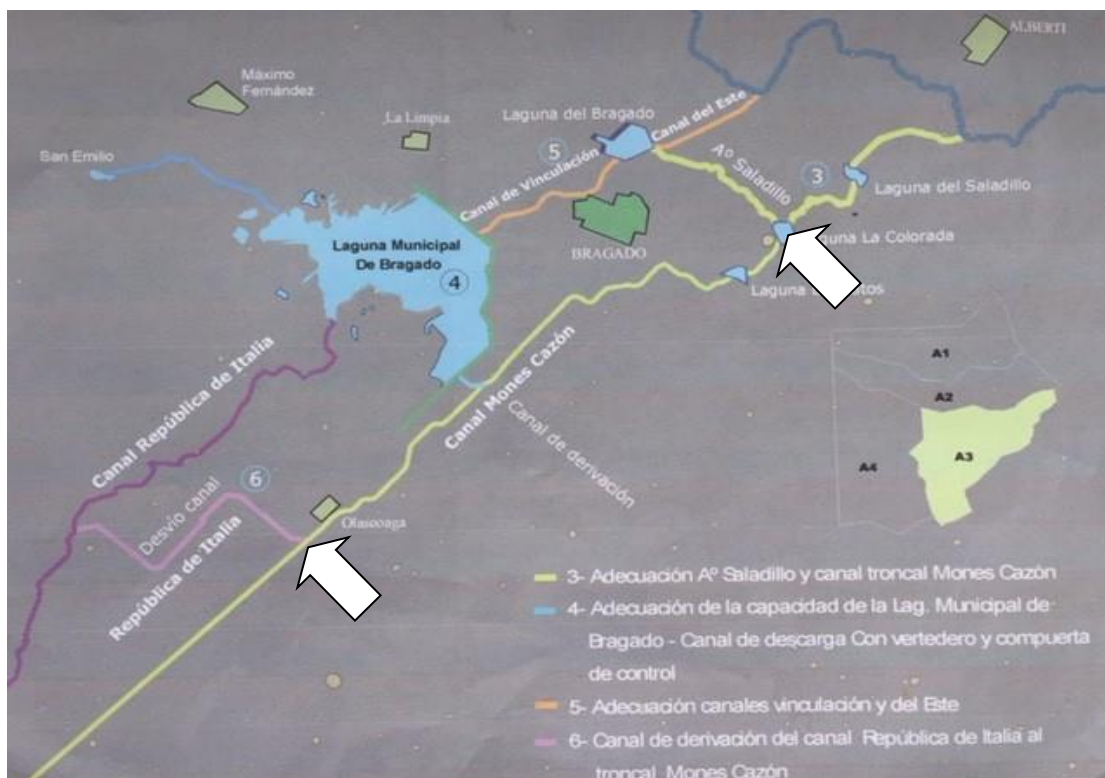 ALBERTI
Máximo
Fernández
La Limpia
Laguna del Bragado
Canal del Este
5
San Emilio
Canal de Vinculación
Aº Saladillo
3
Laguna del Saladillo
Laguna Municipal
De Bragado
4
BRAGADO
La Colorada
Laguna
Canal Mones Cazón
Canal República de Italia
Canal de derivación
A1
A2
A3
A4
6
Desvío canal
República de Italia
Olascoaga
3- Adecuación Aº Saladillo y canal troncal Mones Cazón
4- Adecuación de la capacidad de la Lag. Municipal de
Bragado - Canal de descarga Con vertedero y compuerta
de control
5- Adecuación canales vinculación y del Este
6- Canal de derivación del canal República de Italia al
troncal Mones Cazón